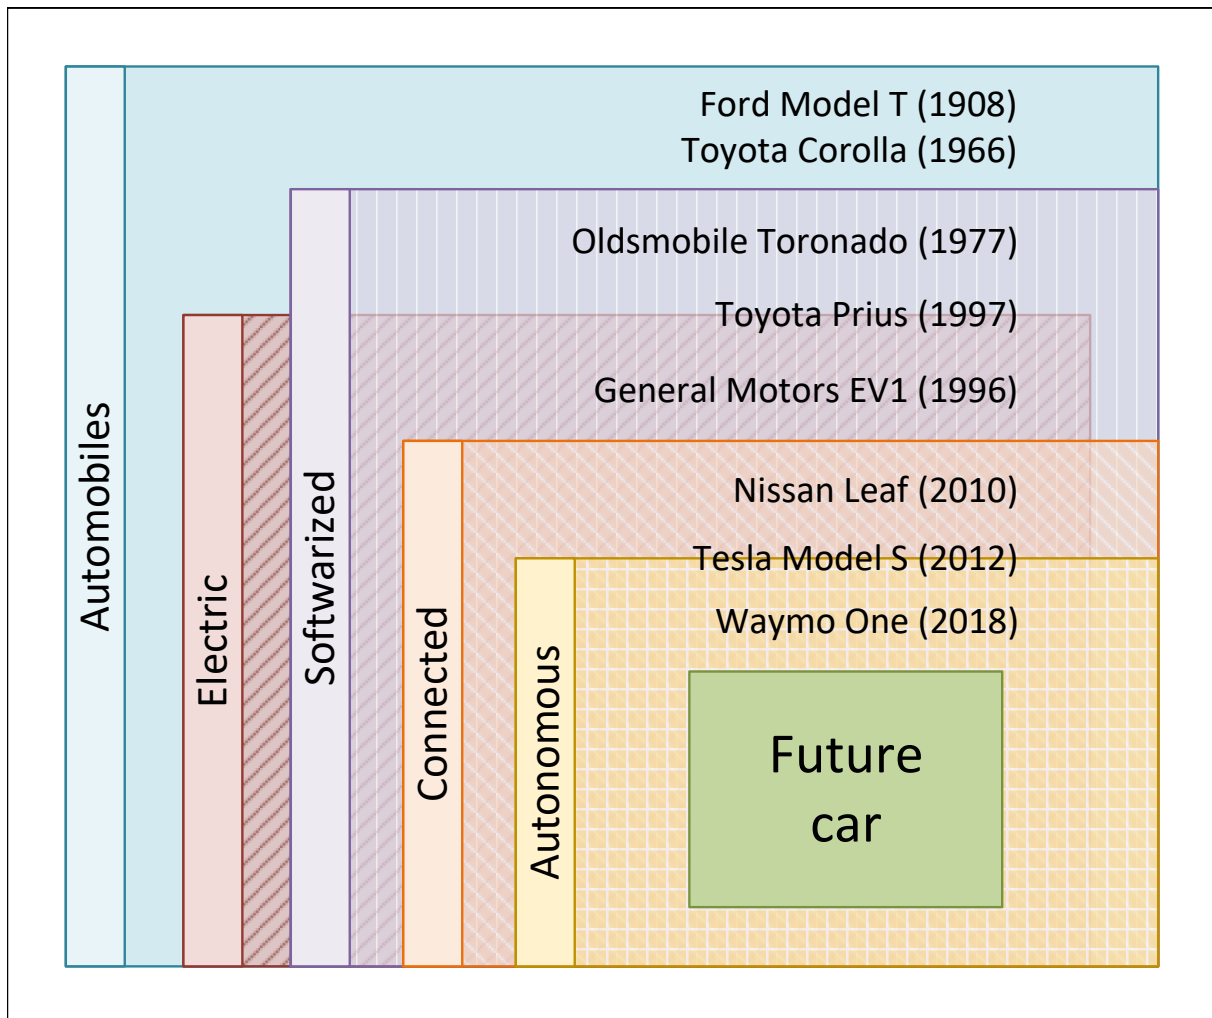 Ford Model T (1908)
Toyota Corolla (1966)
Oldsmobile Toronado (1977)
Toyota Prius (1997)
General Motors EV1 (1996)
Nissan Leaf (2010)
Tesla Model S (2012)
Waymo One (2018)
Automobiles
Electric
Softwarized
Connected
Autonomous
Future
car